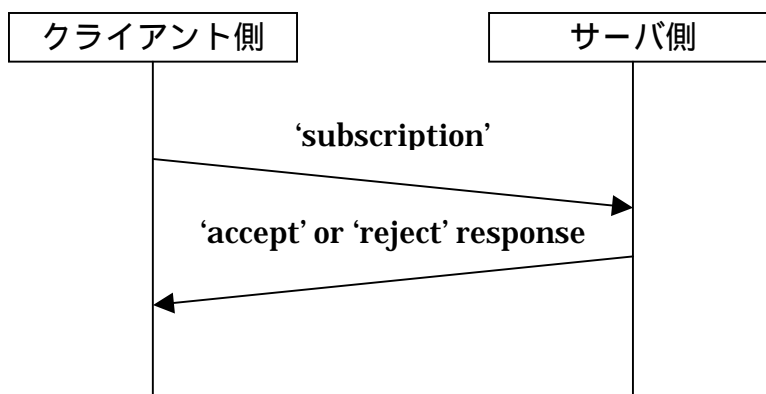 クライアント側
サーバ側
‘subscription’
‘accept’ or ‘reject’ response